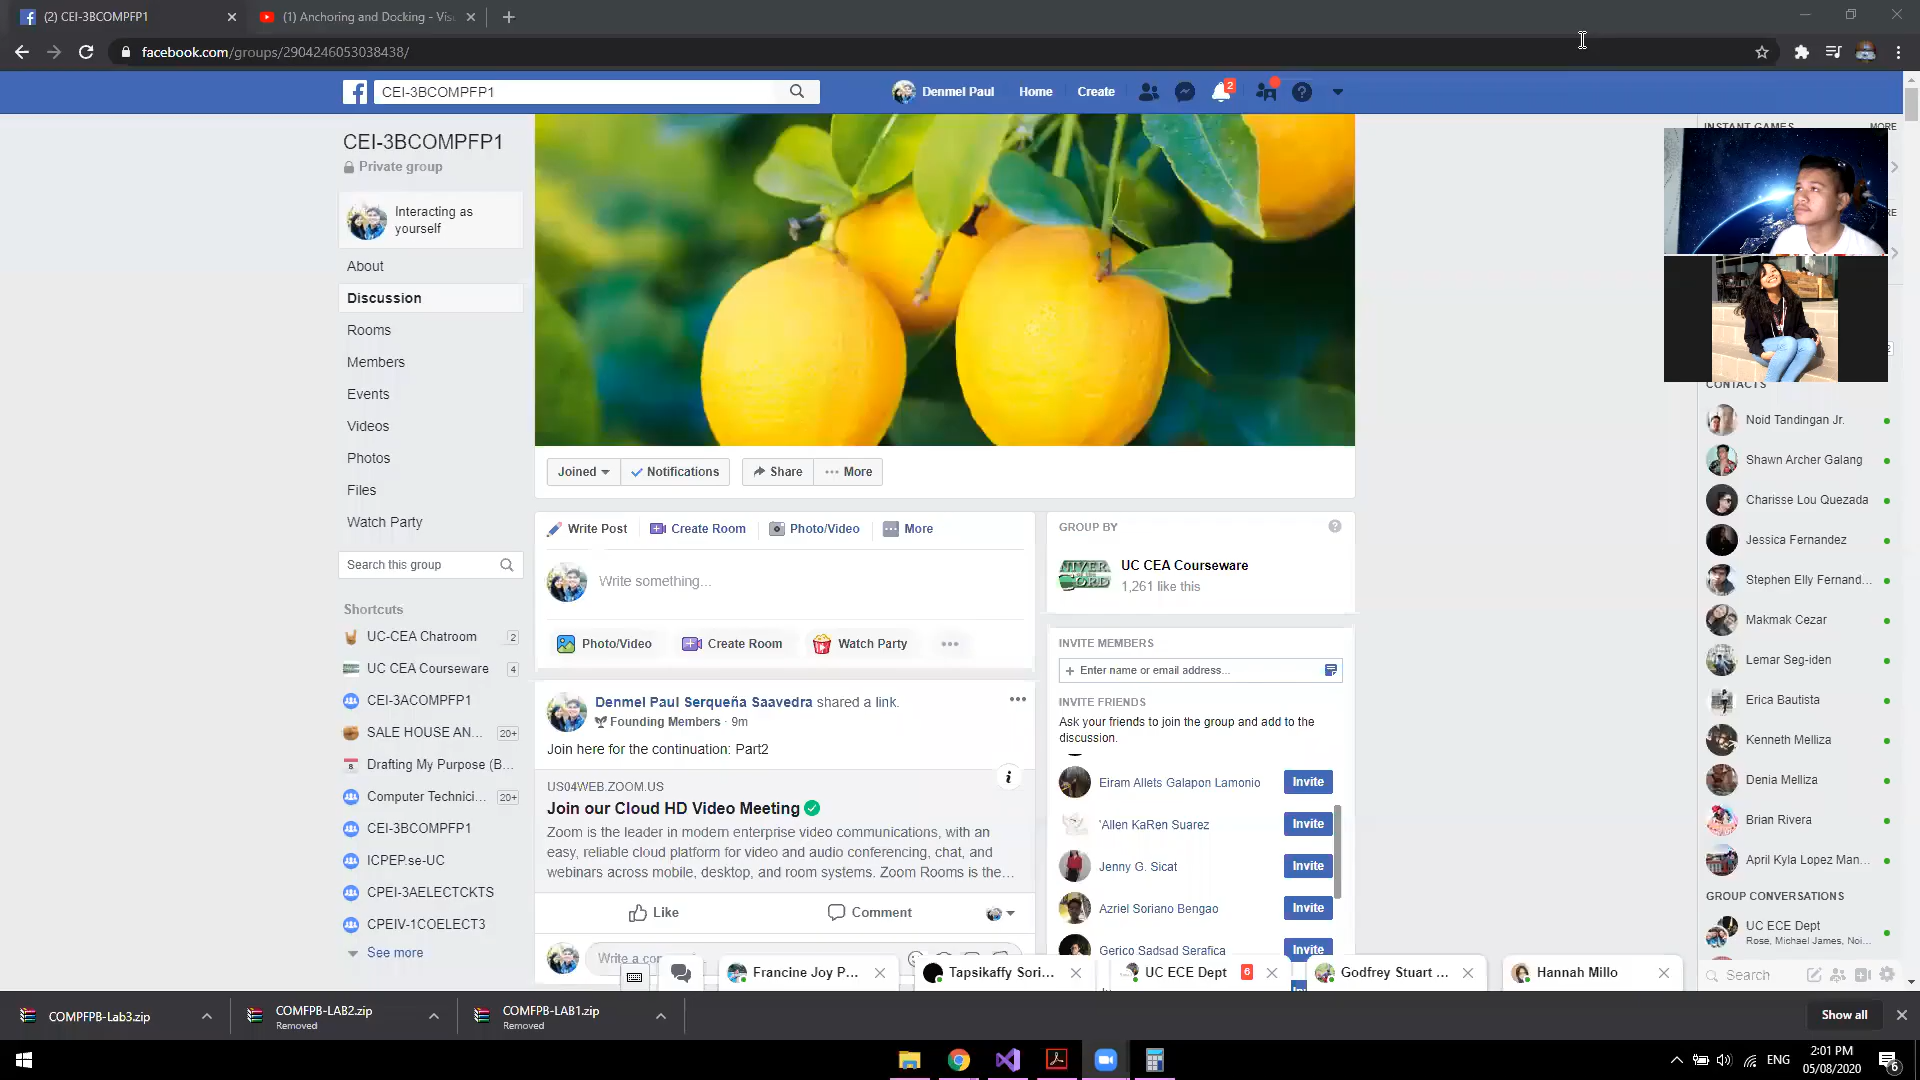 (2) CEI-3BCOMPFP1
(1) Anchoring and Docking - Visu
facebook.com/groups/2904246053038438/
CEI-3BCOMPFP1
Denmel Paul
Home
Create
2
CEI-3BCOMPFP1
Private group
Interacting as
yourself
About
Discussion
Rooms
Members
Events
Videos
Photos
Files
Watch Party
Search this group
Shortcuts
UC-CEA Chatroom 2
UC CEA Courseware 4
CEI-3ACOMPFP1
SALE HOUSE AN... 20+
Drafting My Purpose (B...
Computer Technici... 20+
CEI-3BCOMPFP1
ICPEP.se-UC
CPEI-3AELECTCKTS
CPEIV-1COELECT3
See more
Joined
Notifications
Share
More
Write Post
Create Room
Photo/Video
More
Write something...
Photo/Video
Create Room
Watch Party
Denmel Paul Serqueña Saavedra shared a link.
Founding Members · 9m
Join here for the continuation: Part2
US04WEB.ZOOM.US
Join our Cloud HD Video Meeting
Zoom is the leader in modern enterprise video communications, with an
easy, reliable cloud platform for video and audio conferencing, chat, and
webinars across mobile, desktop, and room systems. Zoom Rooms is the...
Like
Comment
Write a co
GROUP BY
UC CEA Courseware
1,261 like this
INVITE MEMBERS
+ Enter name or email address...
INVITE FRIENDS
Ask your friends to join the group and add to the
discussion.
Eiram Allets Galapon Lamonio Invite
'Allen KaRen Suarez Invite
Jenny G. Sicat Invite
Azriel Soriano Bengao Invite
Gerico Sadsad Serafica Invite
INSTANT GAMES MORE
CONTACTS
Noid Tandingan Jr.
Shawn Archer Galang
Charisse Lou Quezada
Jessica Fernandez
Stephen Elly Fernand...
Makmak Cezar
Lemar Seg-iden
Erica Bautista
Kenneth Melliza
Denia Melliza
Brian Rivera
April Kyla Lopez Man...
GROUP CONVERSATIONS
UC ECE Dept
Rose, Michael James, Noi...
Search
Francine Joy P...
Tapsikaffy Sori...
UC ECE Dept 6
Godfrey Stuart ...
Hannah Millo
COMPFPB-Lab3.zip
COMFPB-LAB2.zip
Removed
COMFPB-LAB1.zip
Removed
Show all
ENG
2:01 PM
05/08/2020
6